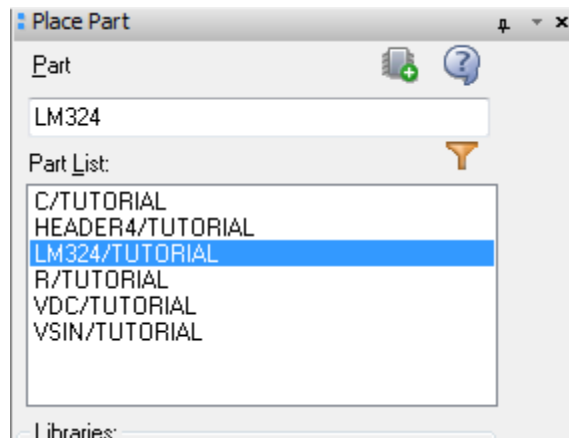 Place Part
Part
LM324
Part List:
C/TUTORIAL
HEADER4/TUTORIAL
LM324/TUTORIAL
R/TUTORIAL
VDC/TUTORIAL
VSIN/TUTORIAL
Libraries: